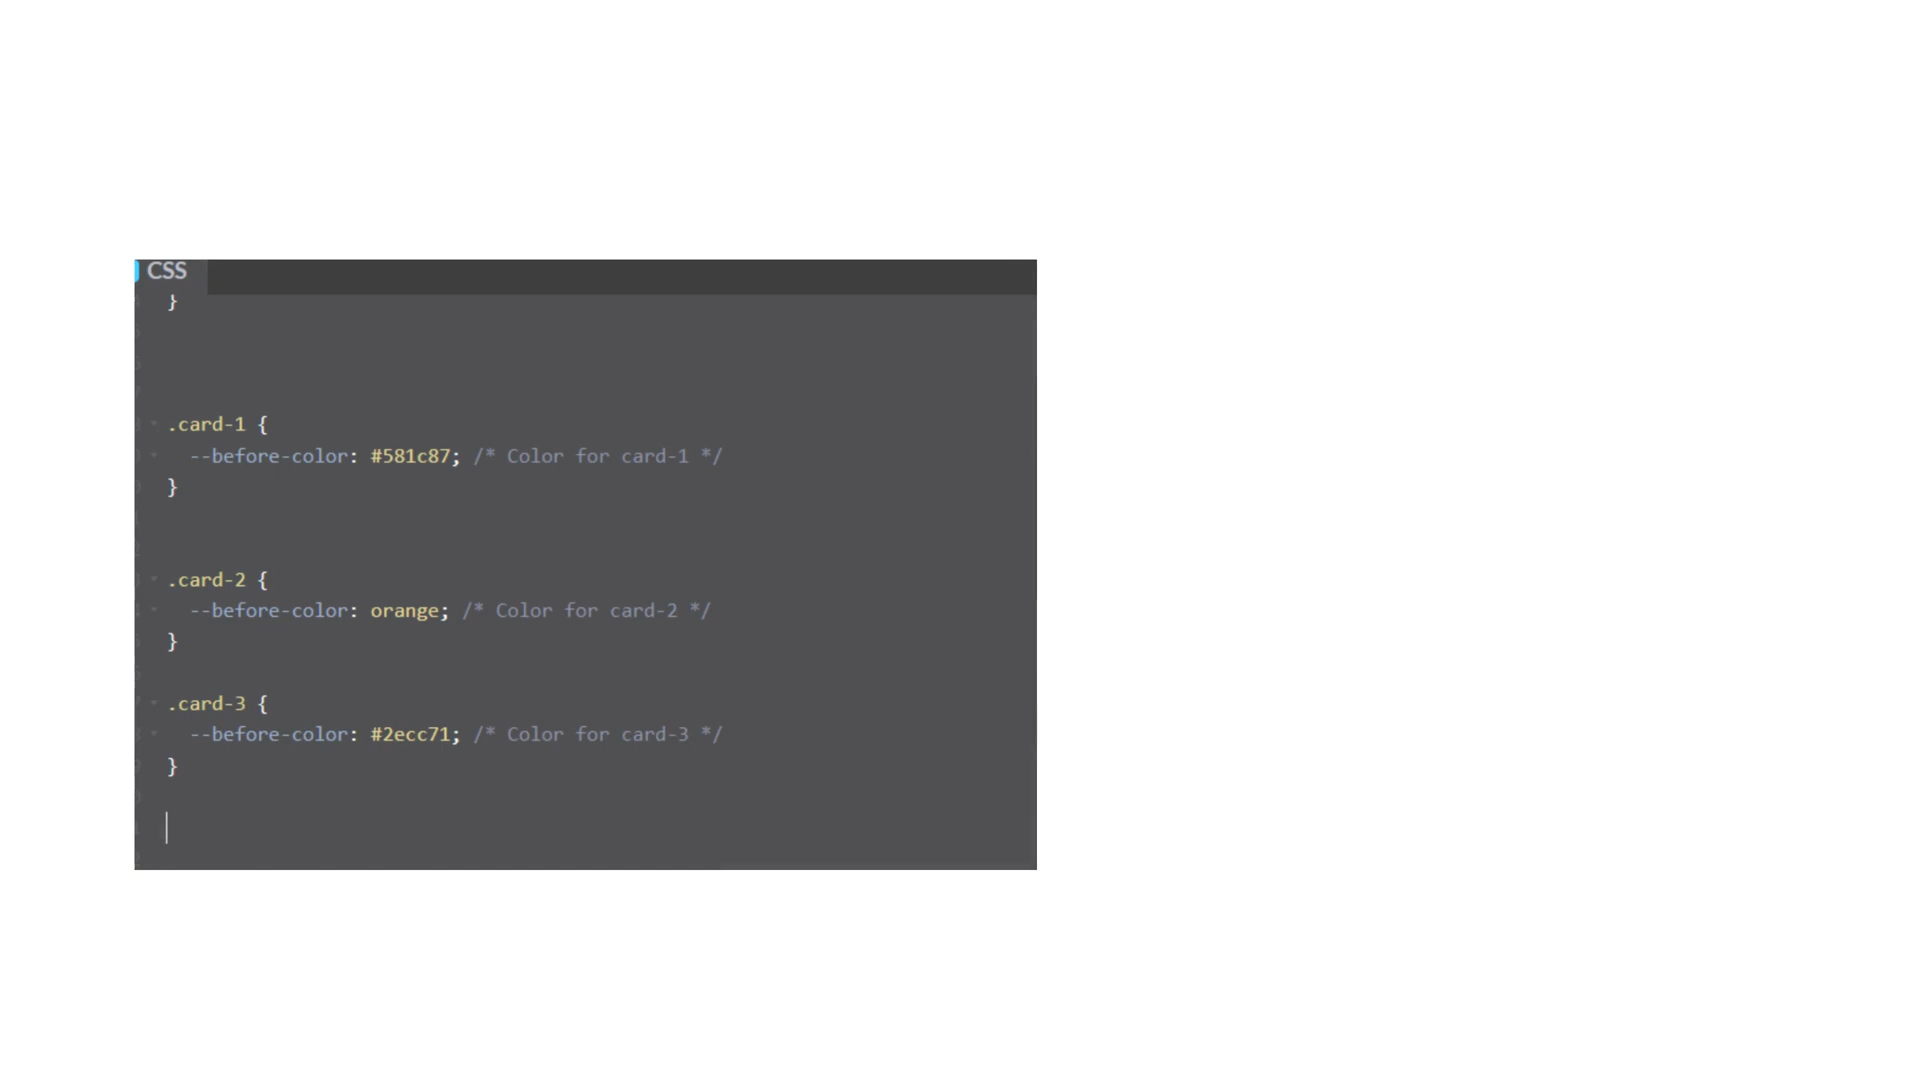 CSS
}
.card-1 {
--before-color: #581c87; /* Color for card-1 */
}
.card-2 {
--before-color: orange; /* Color for card-2 */
}
.card-3 {
--before-color: #2ecc71; /* Color for card-3 */
}